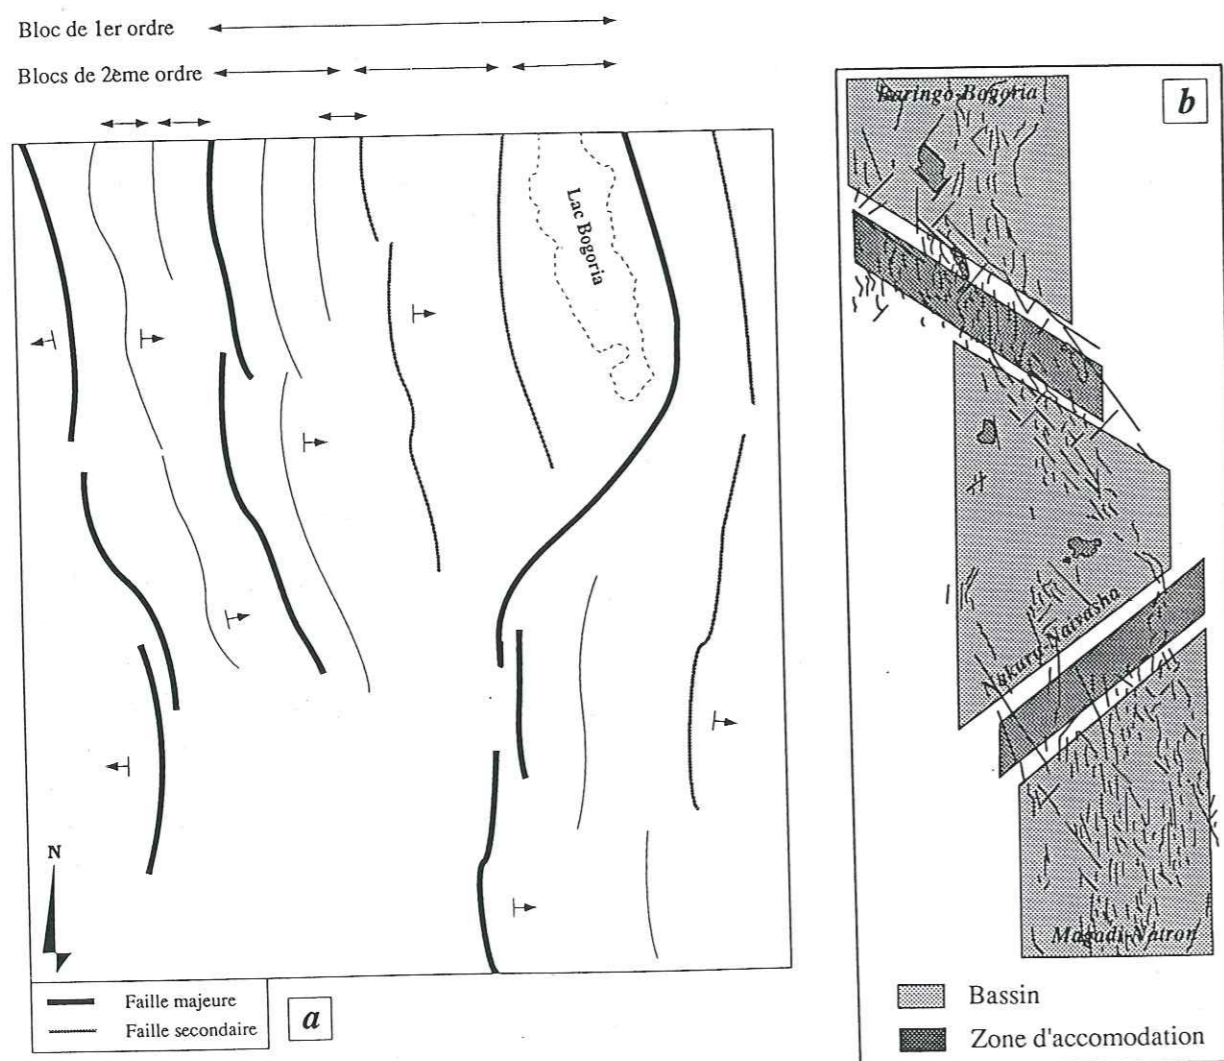 Bloc de 1er ordre
Blocs de 2ème ordre
Lac Bogoria
N
Faille majeure
Faille secondaire
a
b
Baringo-Bogoria
Nakuru-Naivasha
Magadi-Natron
Bassin
Zone d'accomodation